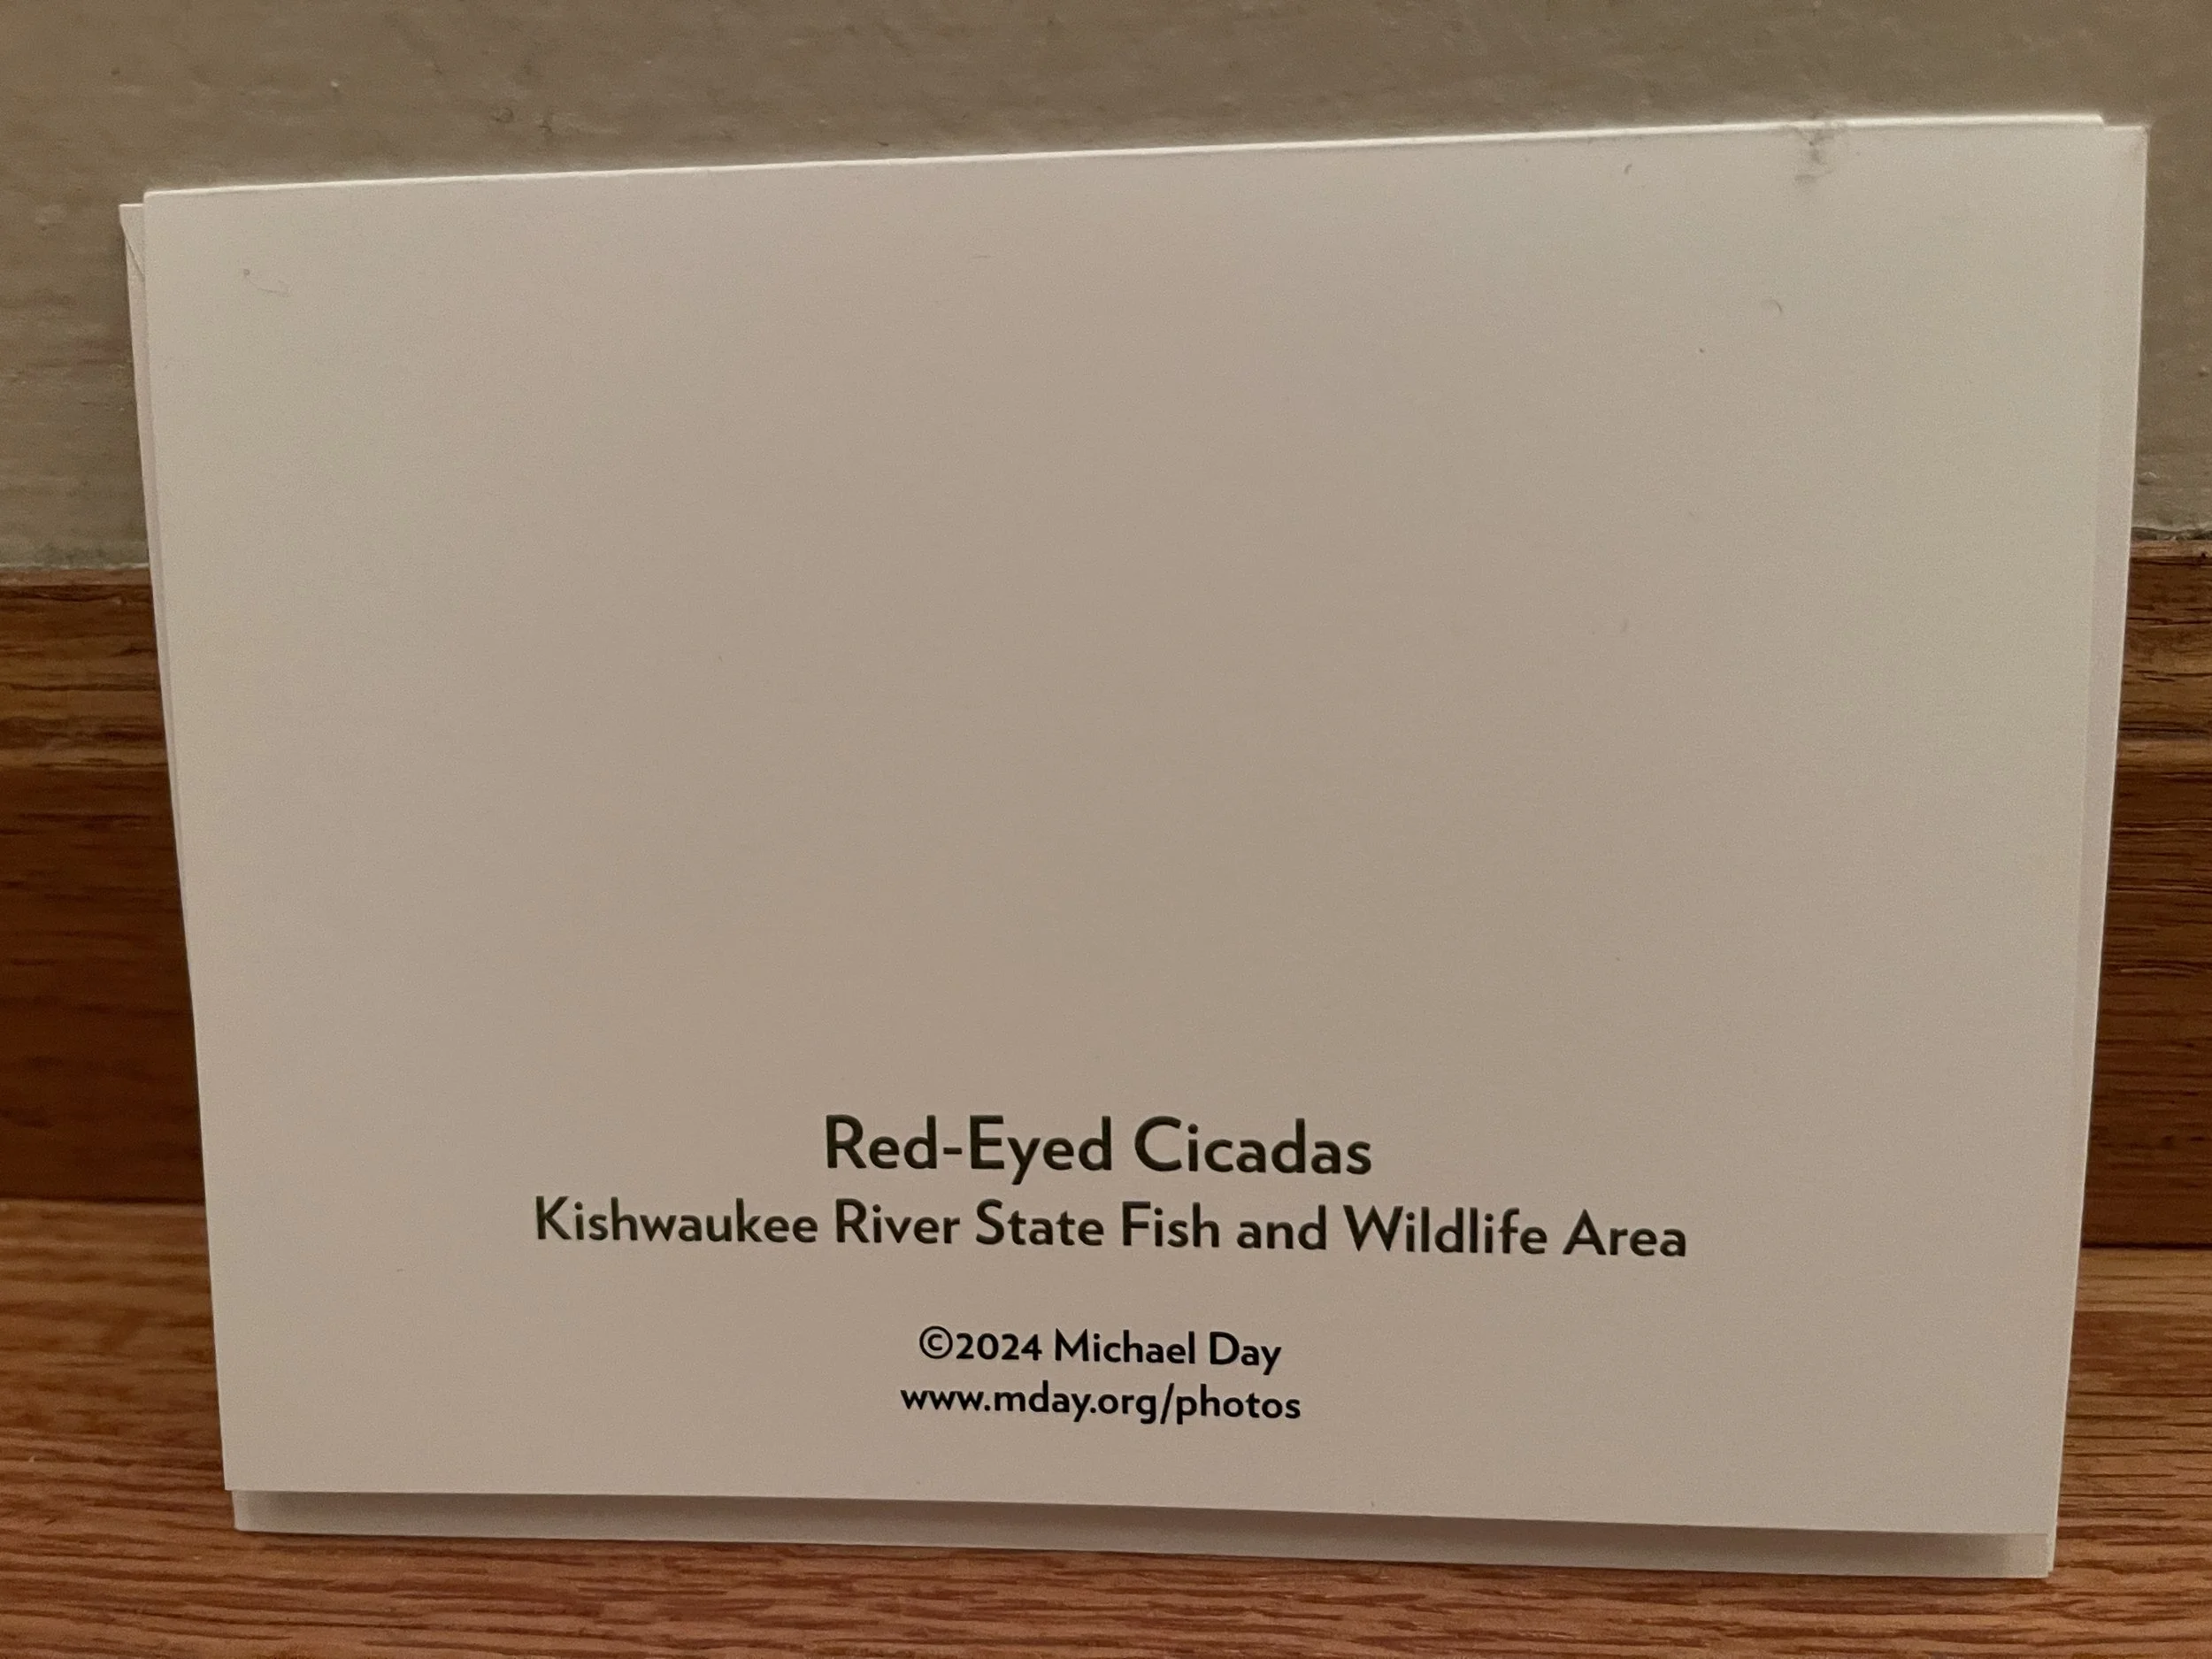 Red-Eyed Cicadas
Kishwaukee River State Fish and Wildlife Area
©2024 Michael Day
www.mday.org/photos